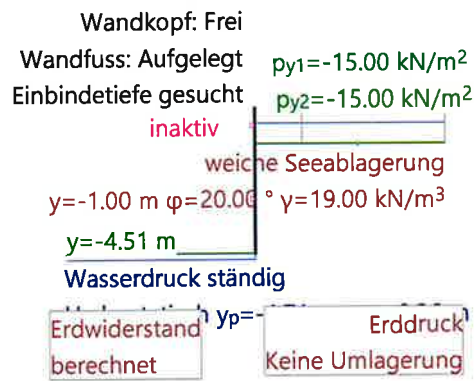 Wandkopf: Frei
Wandfuss: Aufgelegt py1=-15.00 kN/m²
Einbindetiefe gesucht py2=-15.00 kN/m²
inaktiv
weiche Seeablagerung
y=-1.00 m φ=20.00 ° γ=19.00 kN/m³
y=-4.51 m
Wasserdruck ständig
yp=-
Erdwiderstand
berechnet
Erddruck
Keine Umlagerung